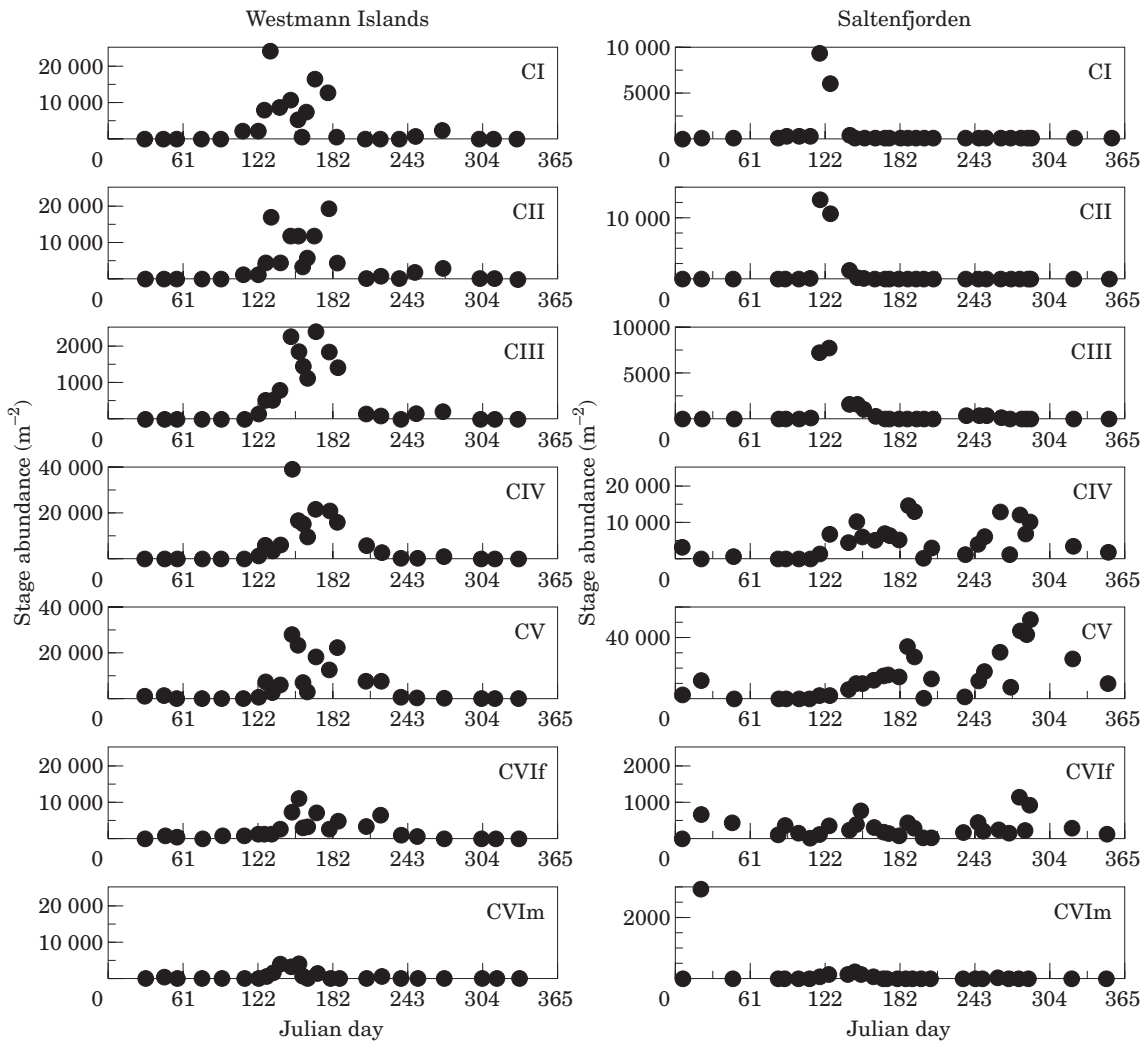 Westmann Islands
Saltenfjorden
20 000
10 000
CI
0 61 122 182 243 304 365
10 000
5000
CI
0 61 122 182 243 304 365
20 000
10 000
CII
0 61 122 182 243 304 365
10 000
CII
0 61 122 182 243 304 365
2000
1000
CIII
0 61 122 182 243 304 365
10000
5000
CIII
0 61 122 182 243 304 365
40 000
20 000
CIV
0 61 122 182 243 304 365
20 000
10 000
CIV
0 61 122 182 243 304 365
40 000
20 000
CV
0 61 122 182 243 304 365
40 000
CV
0 61 122 182 243 304 365
20 000
10 000
CVIf
0 61 122 182 243 304 365
2000
1000
CVIf
0 61 122 182 243 304 365
20 000
10 000
CVIm
0 61 122 182 243 304 365
2000
CVIm
0 61 122 182 243 304 365
Stage abundance (m⁻²)
Stage abundance (m⁻²)
Julian day
Julian day